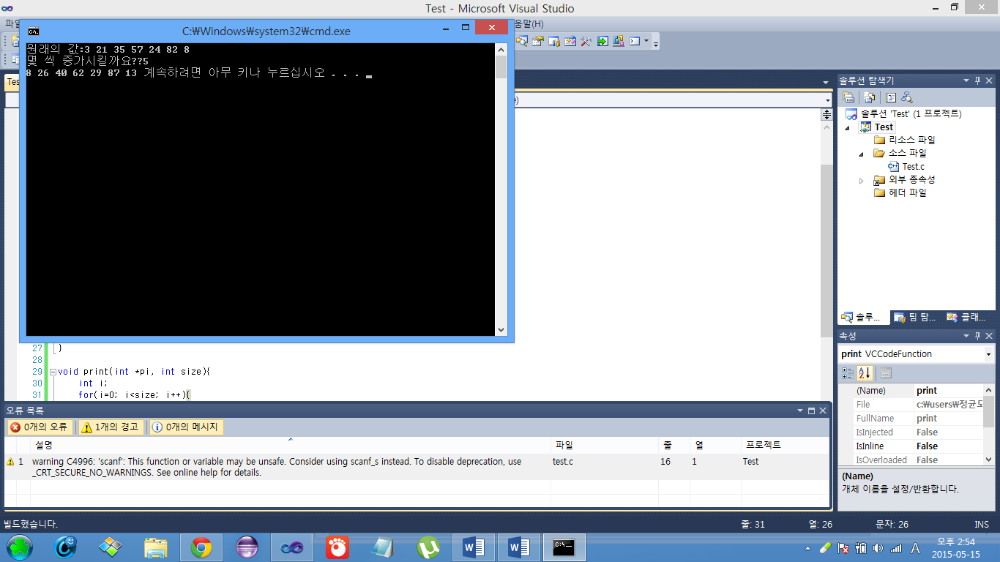 Test - Microsoft Visual Studio
파일
움말(H)
C:₩Windows₩system32₩cmd.exe
원래의 값:3 21 35 57 24 82 8
몇 씩 증가시킬까요??5
8 26 40 62 29 87 13 계속하려면 아무 키나 누르십시오 . . .
Tes
e)
27 }
28
29 void print(int *pi, int size){
30 int i;
31 for(i=0; i<size; i++){
솔루션 탐색기
솔루션 'Test' (1 프로젝트)
Test
리소스 파일
소스 파일
Test.c
외부 종속성
헤더 파일
솔루... 팀 탐... 클래...
속성
print VCCodeFunction
(Name) print
File c:₩users₩정균도
FullName print
IsInjected False
IsInline False
IsOverloaded False
(Name)
개체 이름을 설정/반환합니다.
오류 목록
0개의 오류 1개의 경고 0개의 메시지
설명 파일 줄 열 프로젝트
1 warning C4996: 'scanf': This function or variable may be unsafe. Consider using scanf_s instead. To disable deprecation, use test.c 16 1 Test
_CRT_SECURE_NO_WARNINGS. See online help for details.
빌드했습니다. 줄: 31 열: 26 문자: 26 INS
A
오후 2:54
2015-05-15